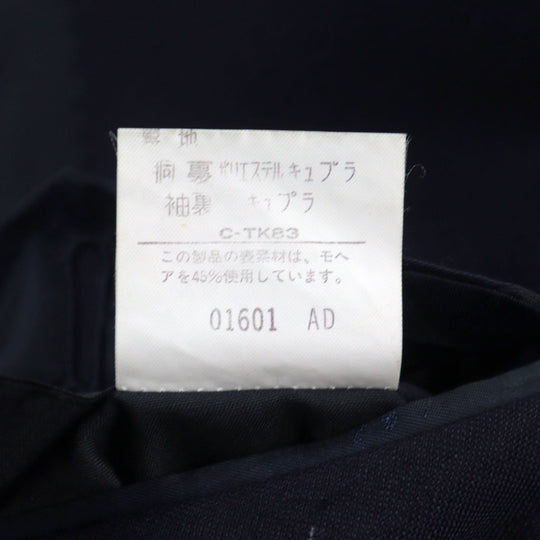 胴裏 ポリエステルキュプラ
袖裏 キュプラ
C-TK83
この製品の表素材は、モヘ
アを45%使用しています。
01601 AD